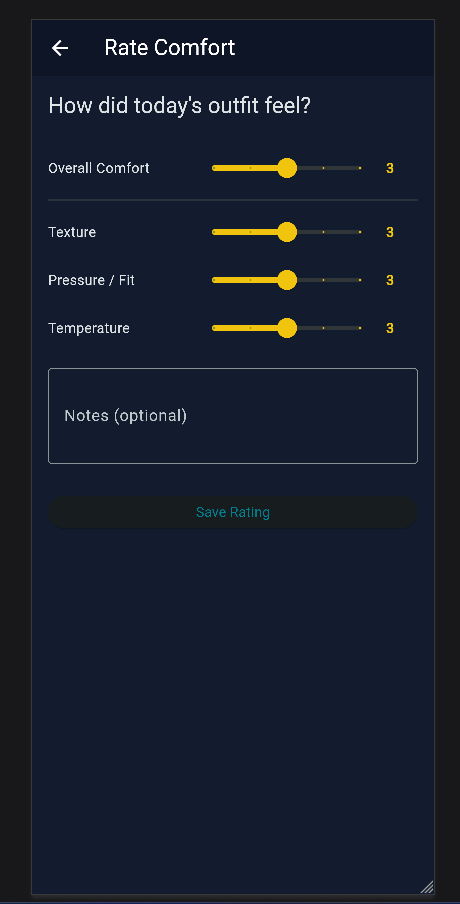 Rate Comfort
How did today's outfit feel?
Overall Comfort 3
Texture 3
Pressure / Fit 3
Temperature 3
Notes (optional)
Save Rating